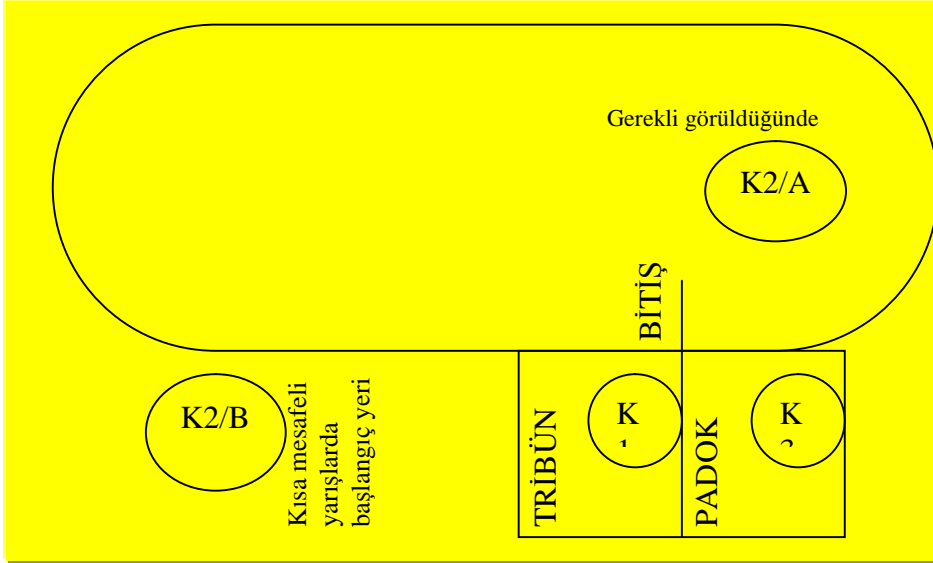 Gerekli görüldüğünde
K2/A
BİTİŞ
K2/B
Kısa mesafeli
yarışlarda
başlangıç yeri
TRİBÜN
K
PADOK
K